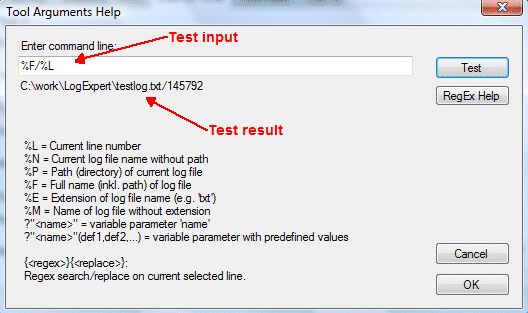 Tool Arguments Help
Enter command line:
Test input
%F/%L
Test
C:\work\LogExpert\testlog.txt/145792
RegEx Help
Test result
%L = Current line number
%N = Current log file name without path
%P = Path (directory) of current log file
%F = Full name (inkl. path) of log file
%E = Extension of log file name (e.g. 'txt')
%M = Name of log file without extension
?"<name>" = variable parameter 'name'
?"<name>"(def1,def2,...) = variable parameter with predefined values
{<regex>}{<replace>}:
Regex search/replace on current selected line.
Cancel
OK